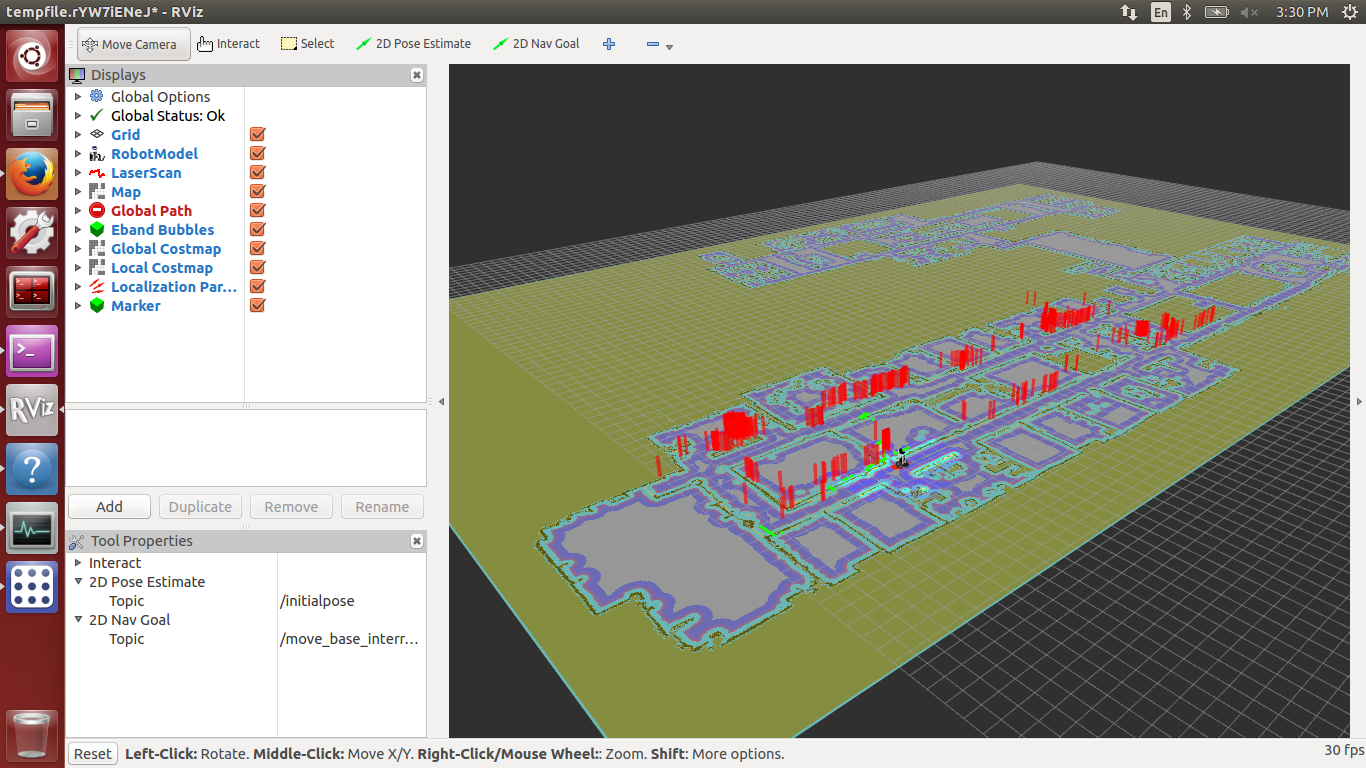 tempfile.rYW7iENeJ* - RViz
En
3:30 PM
Move Camera
Interact
Select
2D Pose Estimate
2D Nav Goal
Displays
Global Options
Global Status: Ok
Grid
RobotModel
LaserScan
Map
Global Path
Eband Bubbles
Global Costmap
Local Costmap
Localization Par...
Marker
RViz
Add
Duplicate
Remove
Rename
Tool Properties
Interact
2D Pose Estimate
Topic /initialpose
2D Nav Goal
Topic /move_base_interr...
Reset
Left-Click: Rotate. Middle-Click: Move X/Y. Right-Click/Mouse Wheel:: Zoom. Shift: More options.
30 fps